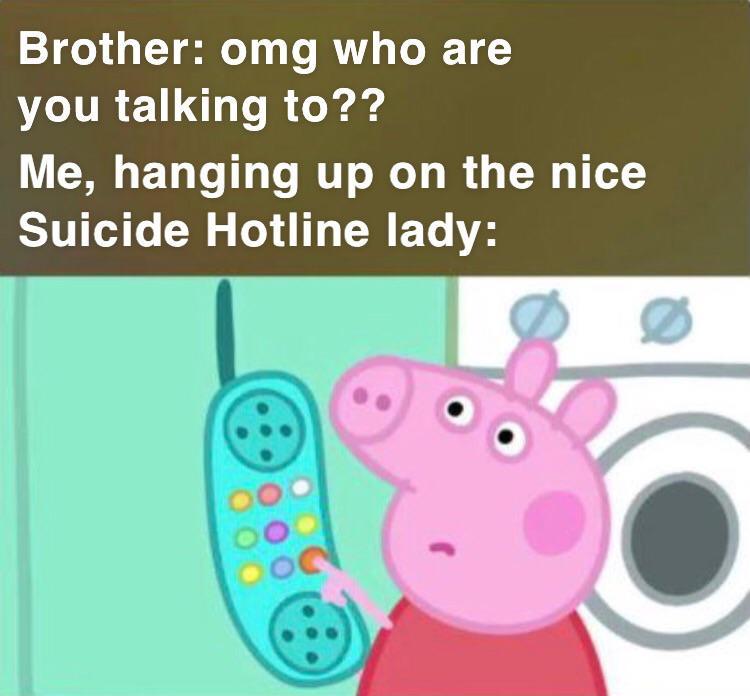 Brother: omg who are
you talking to??
Me, hanging up on the nice
Suicide Hotline lady: